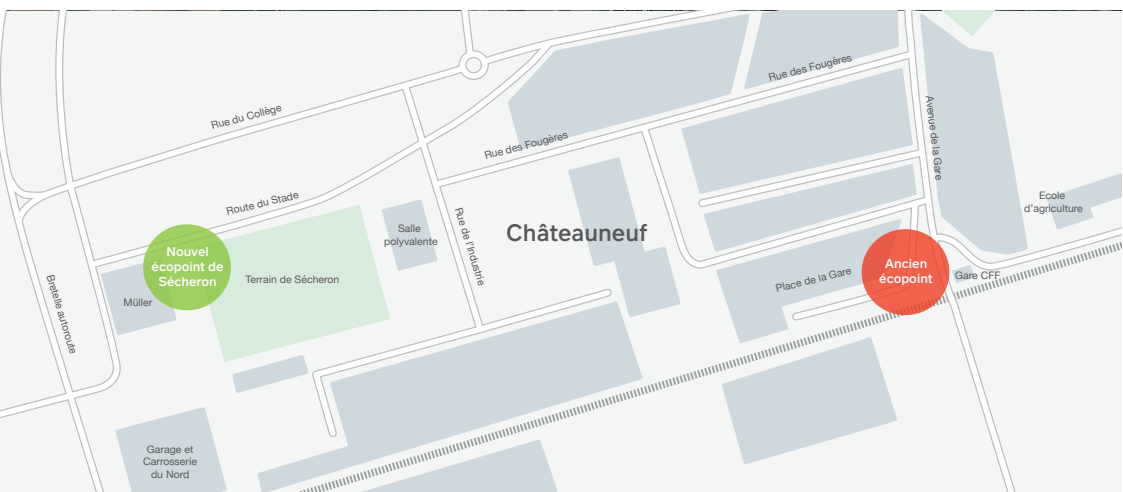 Rue du Collège
Rue des Fougères
Rue des Fougères
Avenue de la Gare
Route du Stade
Ecole
d'agriculture
Salle
polyvalente
Rue de l'Industrie
Châteauneuf
Nouvel
écopoint de
Sécheron
Terrain de Sécheron
Müller
Bretelle autoroute
Place de la Gare
Ancien
écopoint
Gare CFF
Garage et
Carrosserie
du Nord